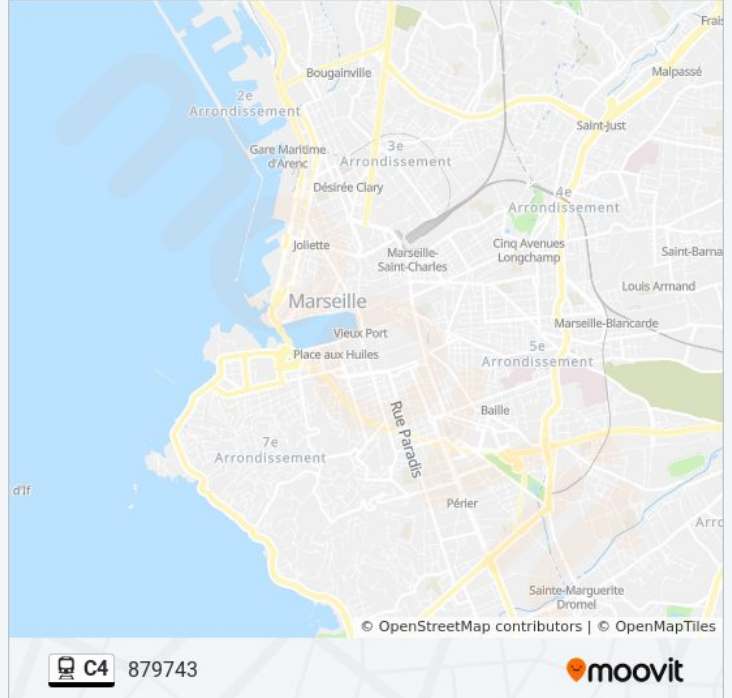 Frais
Bougainville
Malpassé
2e
Arrondissement
Saint-Just
Gare Maritime
d'Arenc
3e
Arrondissement
Désirée Clary
4e
Arrondissement
Joliette
Marseille-
Saint-Charles
Cinq Avenues
Longchamp
Saint-Barna
Louis Armand
Marseille
Marseille-Blancarde
Vieux Port
Place aux Huiles
5e
Arrondissement
Rue Paradis
Baille
7e
Arrondissement
d'If
Périer
Arro
Sainte-Marguerite
Dromel
© OpenStreetMap contributors | © OpenMapTiles
C4 879743
moovit